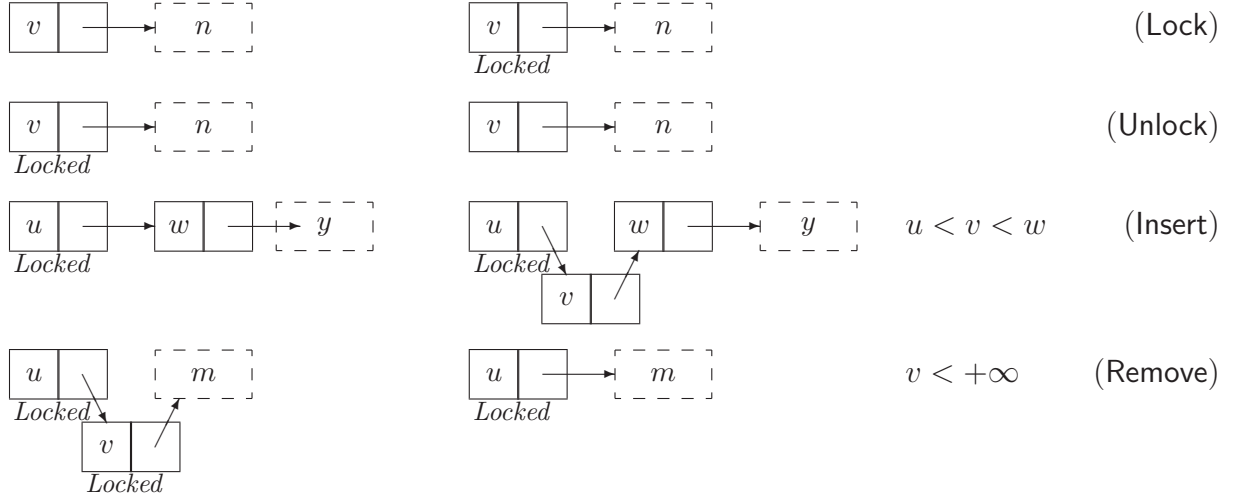 v n v n (Lock)
Locked
v n v n (Unlock)
Locked
u w y u w y u < v < w (Insert)
Locked Locked
v
u m u m v < +∞ (Remove)
Locked Locked
v
Locked